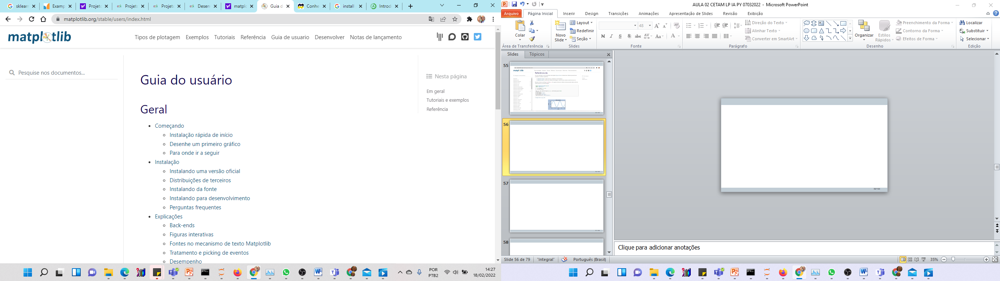 sklearn
Examp
Projeto
Projeto
Projeto
Desen
matplo
Guia d
Conhe
install
Introdu
matplotlib.org/stable/users/index.html
matplotlib
Tipos de plotagem Exemplos Tutoriais Referência Guia de usuario Desenvolver Notas de lançamento
Pesquise nos documentos...
Guia do usuário
Geral
Começando
Instalação rápida de início
Desenhe um primeiro gráfico
Para onde ir a seguir
Instalação
Instalando uma versão oficial
Distribuições de terceiros
Instalando da fonte
Instalando para desenvolvimento
Perguntas frequentes
Explicações
Back-ends
Figuras interativas
Fontes no mecanismo de texto Matplotlib
Tratamento e picking de eventos
Desempenho
Nesta página
Em geral
Tutoriais e exemplos
Referência
POR
PTB2
14:27
18/02/2022
AULA 02 CETAM LP IA PY 07032022 - Microsoft PowerPoint
Arquivo Página Inicial Inserir Design Transições Animações Apresentação de Slides Revisão Exibição
Colar
Área de Transferência
Novo
Slide
Layout
Redefinir
Seção
Slides
48
N I S S abc AV Aa A
Fonte
Direção do Texto
Alinhar Texto
Converter em SmartArt
Parágrafo
Organizar
Estilos
Rápidos
Preenchimento da Forma
Contorno da Forma
Efeitos de Forma
Desenho
Localizar
Substituir
Selecionar
Edição
Slides Tópicos
55
matplotlib
Referência da
56
57
58
Clique para adicionar anotações
Slide 56 de 79 "Integral" Português (Brasil) 35%